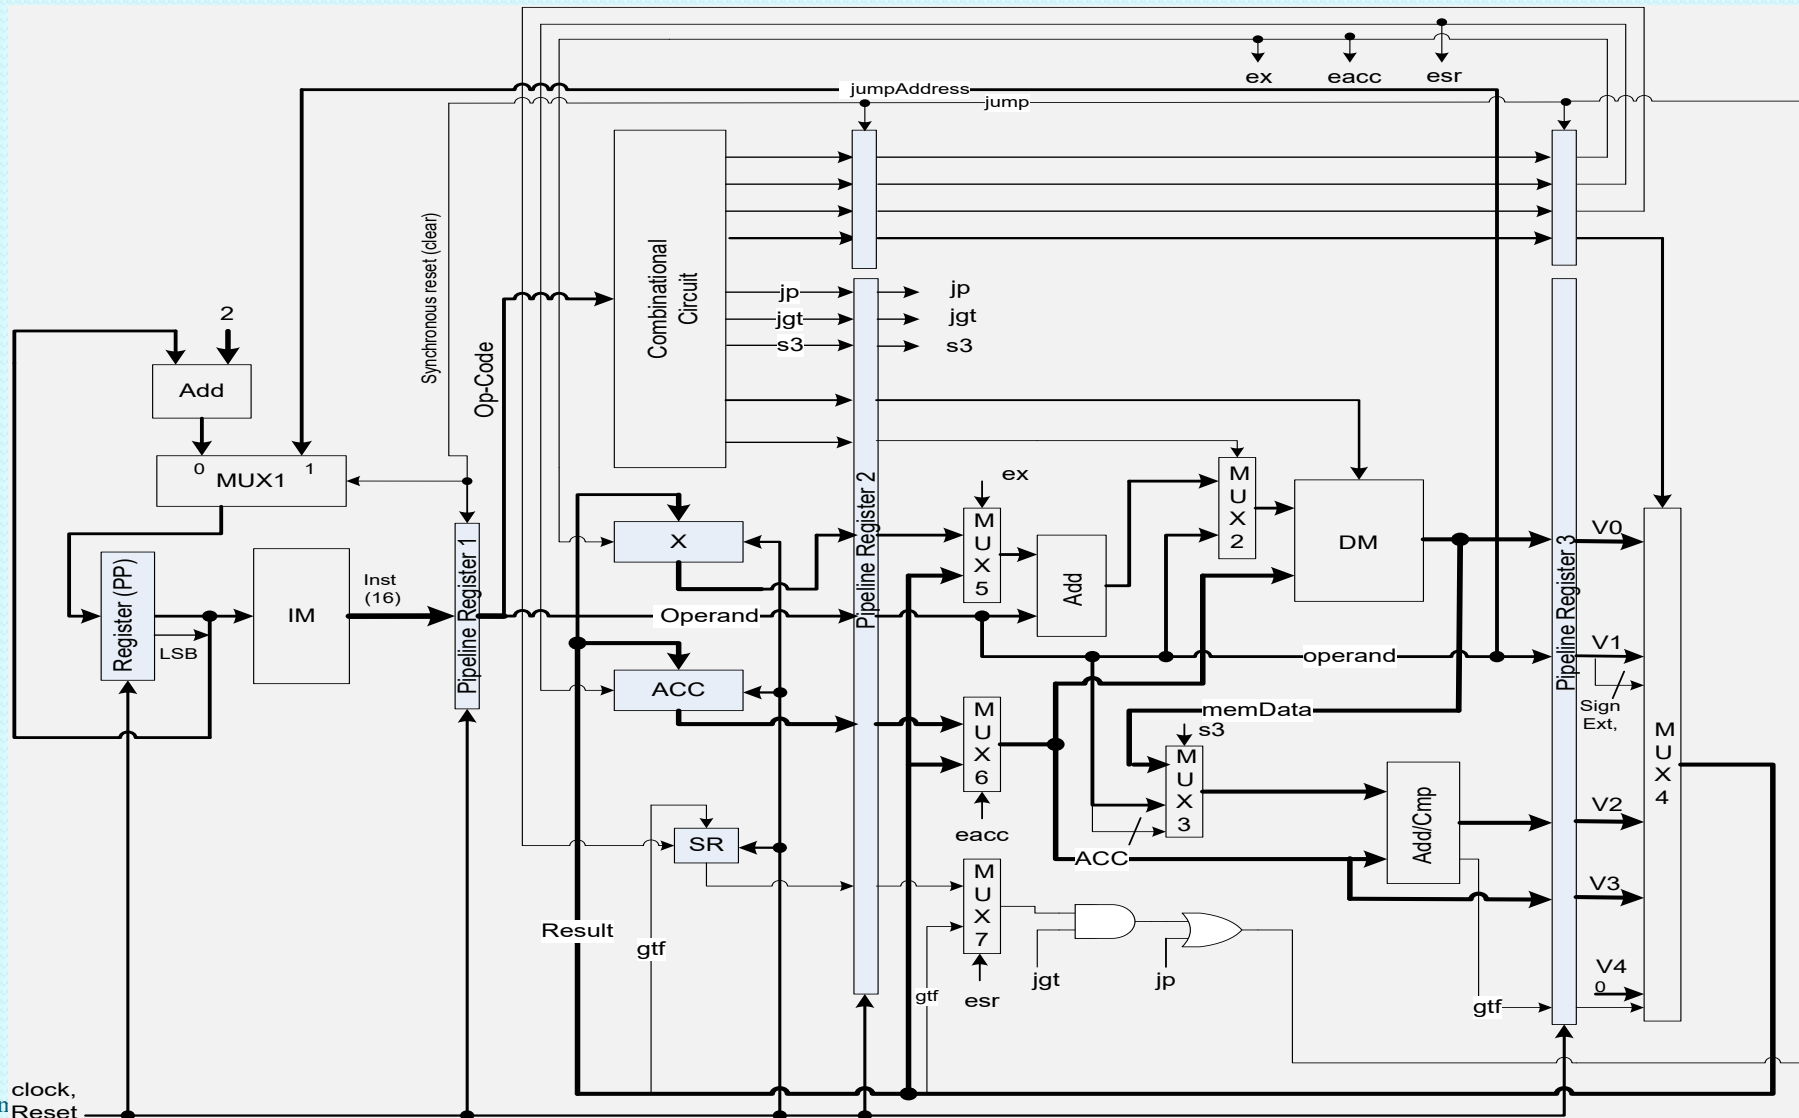 ex
eacc
esr
jumpAddress
jump
Synchronous reset (clear)
Op-Code
Combinational
Circuit
jp
jgt
s3
jp
jgt
s3
2
Add
0
1
MUX1
Register (PP)
LSB
IM
Inst
(16)
Pipeline Register 1
X
Operand
ACC
SR
Result
gtf
Pipeline Register 2
ex
MUX5
Add
MUX2
DM
operand
memData
s3
MUX6
eacc
MUX3
ACC
Add/Cmp
MUX7
gtf
esr
jgt
jp
gtf
Pipeline Register 3
V0
V1
Sign
Ext,
V2
V3
V4
0
MUX4
clock,
n Reset